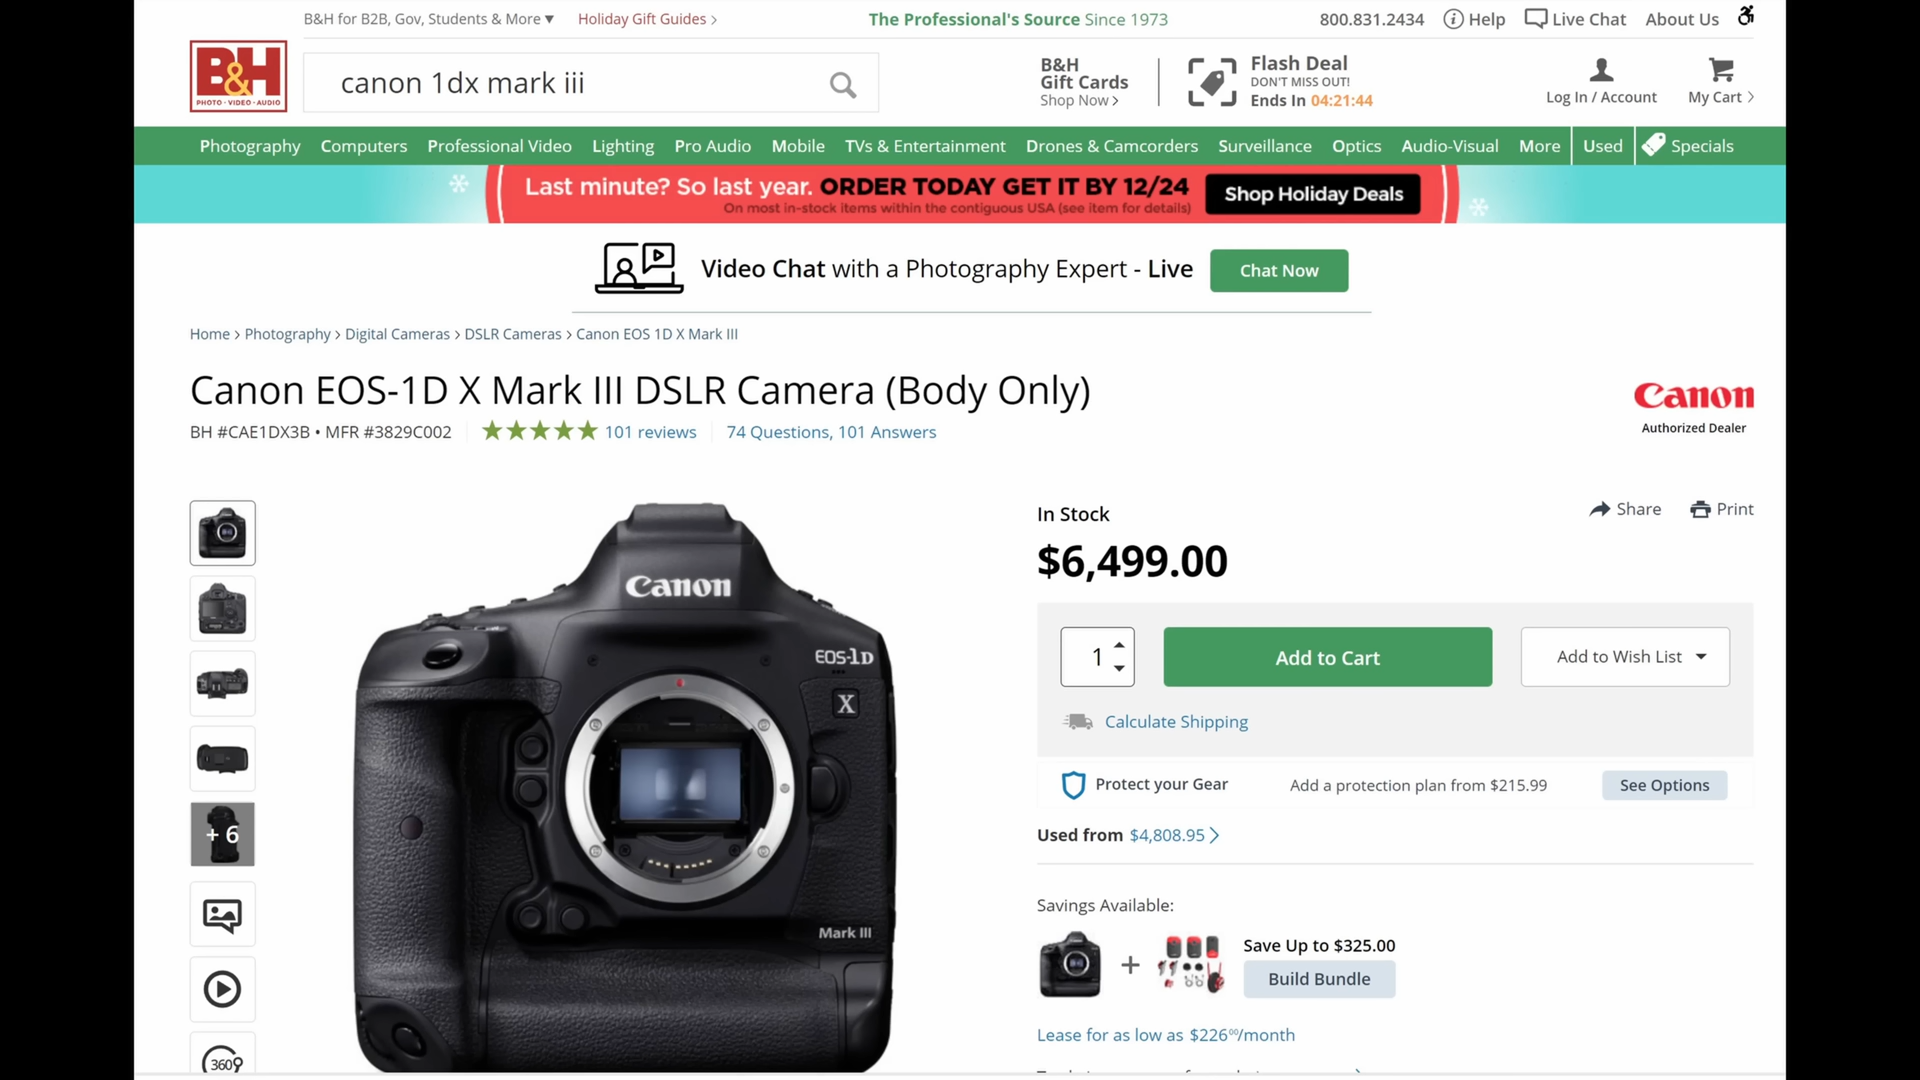 B&H for B2B, Gov, Students & More ▼
Holiday Gift Guides >
The Professional's Source Since 1973
800.831.2434
Help
Live Chat
About Us
B&H
PHOTO · VIDEO · AUDIO
canon 1dx mark iii
B&H
Gift Cards
Shop Now >
Flash Deal
DON'T MISS OUT!
Ends In 04:21:44
Log In / Account
My Cart >
Photography
Computers
Professional Video
Lighting
Pro Audio
Mobile
TVs & Entertainment
Drones & Camcorders
Surveillance
Optics
Audio-Visual
More
Used
Specials
Last minute? So last year. ORDER TODAY GET IT BY 12/24
On most in-stock items within the contiguous USA (see item for details)
Shop Holiday Deals
Video Chat with a Photography Expert - Live
Chat Now
Home > Photography > Digital Cameras > DSLR Cameras > Canon EOS 1D X Mark III
Canon EOS-1D X Mark III DSLR Camera (Body Only)
BH #CAE1DX3B • MFR #3829C002
101 reviews
74 Questions, 101 Answers
Canon
Authorized Dealer
In Stock
Share
Print
$6,499.00
1
Add to Cart
Add to Wish List
Calculate Shipping
Protect your Gear
Add a protection plan from $215.99
See Options
Used from $4,808.95 >
Savings Available:
+
Save Up to $325.00
Build Bundle
Lease for as low as $226⁰⁰/month
Canon
EOS-1D
X
Mark III
+ 6
360º